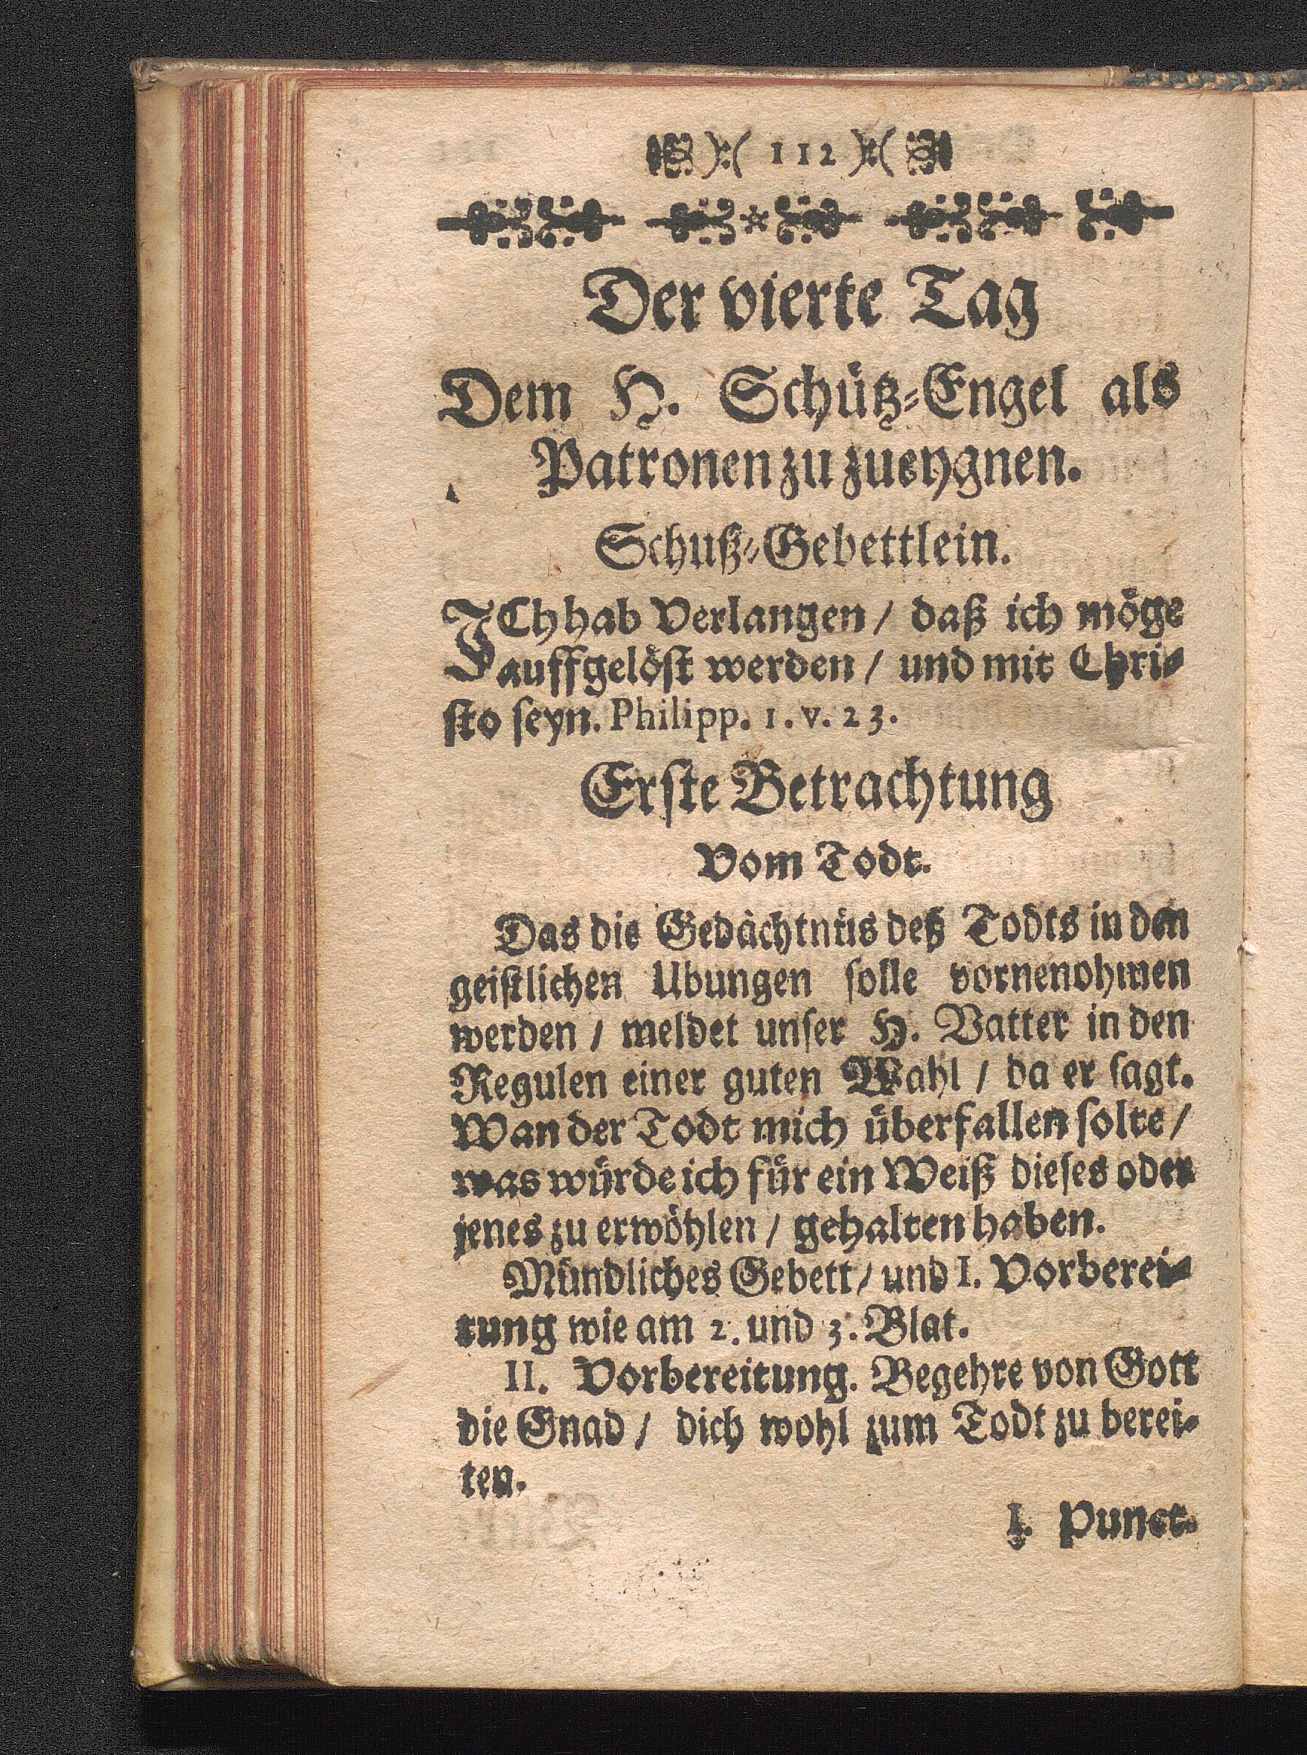 ):( 112 ):(
Der vierte Tag
Dem H. Schütz-Engel als
Patronen zu zueygnen.
Schuß-Gebettlein.
ICh hab Verlangen / daß ich möge
auffgelöst werden / und mit Chri-
sto seyn. Philipp. 1. v. 23.
Erste Betrachtung
Vom Todt.
Das die Gedächtnüs deß Todts in den
geistlichen Ubungen solle vornenohmen
werden / meldet unser H. Vatter in den
Regulen einer guten Wahl / da er sagt.
Wan der Todt mich überfallen solte /
was würde ich für ein Weiß dieses oder
jenes zu erwöhlen / gehalten haben.
Mündliches Gebett / und I. Vorberei-
tung wie am 2. und 3. Blat.
II. Vorbereitung. Begehre von Gott
die Gnad / dich wohl zum Todt zu berei-
ten.
I. Punct.